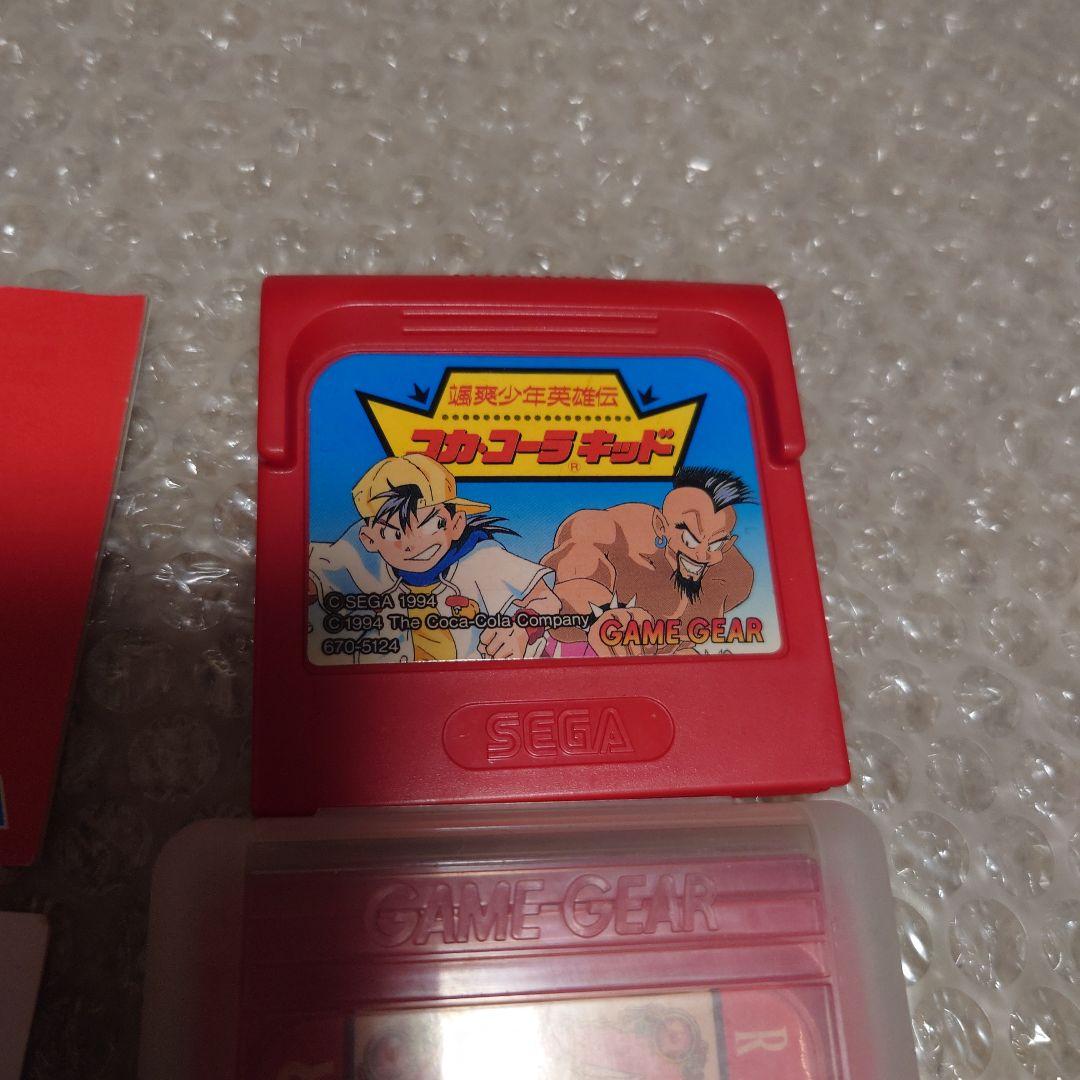 颯爽少年英雄伝
コカ・コーラ キッド
®
© SEGA 1994
© 1994 The Coca-Cola Company
670-5124
GAME GEAR
SEGA
GAME-GEAR
R
R